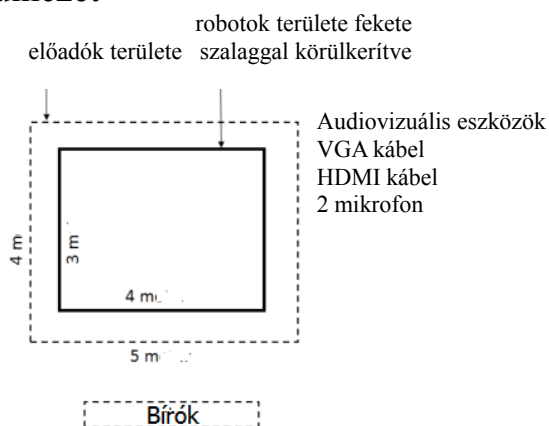 robotok területe fekete
előadók területe szalaggal körülkerítve
Audiovizuális eszközök
VGA kábel
HDMI kábel
2 mikrofon
4 m
3 m
4 m
5 m
Bírók